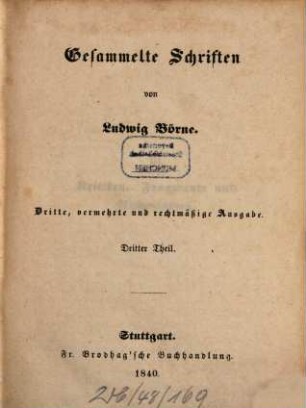 Gesammelte Schriften
von
Ludwig Börne.
Dritte, vermehrte und rechtmäßige Ausgabe.
Dritter Theil.
Stuttgart.
Fr. Brodhag'sche Buchhandlung.
1840.